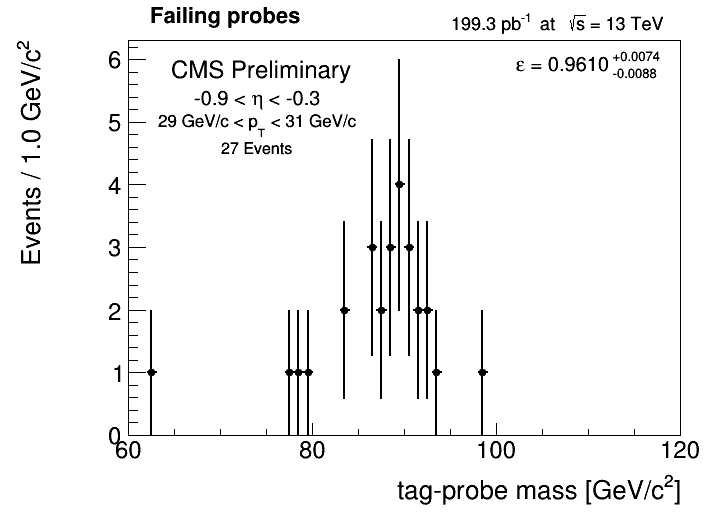 Failing probes
199.3 pb⁻¹ at √s = 13 TeV
Events / 1.0 GeV/c²
CMS Preliminary
-0.9 < η < -0.3
29 GeV/c < p_T < 31 GeV/c
27 Events
ε = 0.9610 +0.0074 -0.0088
6
5
4
3
2
1
0
60 80 100 120
tag-probe mass [GeV/c²]